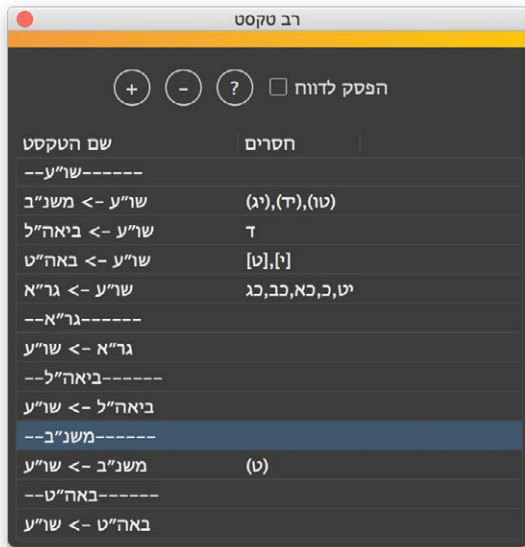 רב טקסט
+ - ? הפסק לדווח
שם הטקסט חסרים
--שו״ע------
שו״ע -> משנ״ב (יג),(יד),(טו)
שו״ע -> ביאה״ל ד
שו״ע -> באה״ט [ט],[י]
שו״ע -> גר״א יט,כ,כא,כב,כג
--גר״א------
גר״א -> שו״ע
--ביאה״ל------
ביאה״ל -> שו״ע
--משנ״ב------
משנ״ב -> שו״ע (ט)
--באה״ט------
באה״ט -> שו״ע